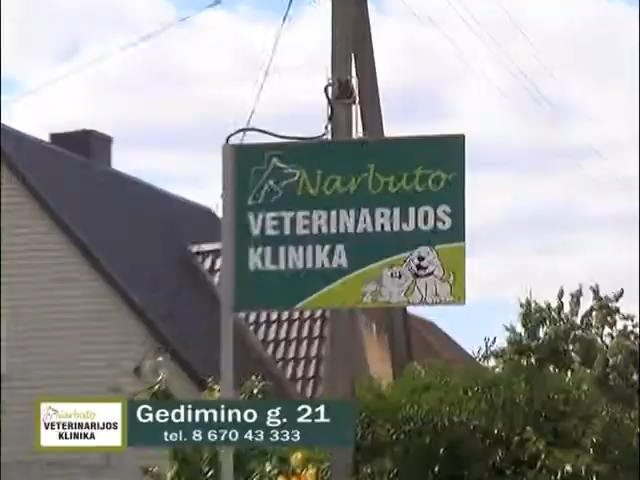 Narbuto
VETERINARIJOS
KLINIKA
Narbuto
VETERINARIJOS
KLINIKA
Gedimino g. 21
tel. 8 670 43 333